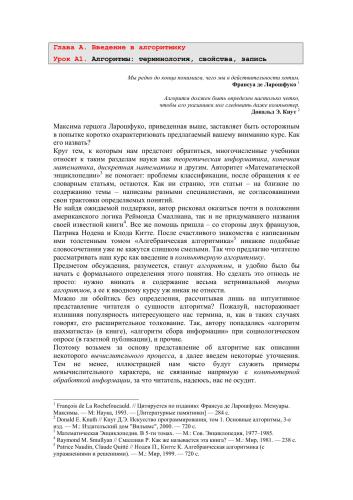 Глава А. Введение в алгоритмику
Урок А1. Алгоритмы: терминология, свойства, запись
Мы редко до конца понимаем, чего мы в действительности хотим.
Франсуа де Ларошфуко 1
Алгоритм должен быть определен настолько четко,
чтобы его указаниям мог следовать даже компьютер.
Дональд Э. Кнут 2
Максима герцога Ларошфуко, приведенная выше, заставляет быть осторожным
в попытке коротко охарактеризовать предлагаемый вашему вниманию курс. Как
его назвать?
Круг тем, к которым нам предстоит обратиться, многочисленные учебники
относят к таким разделам науки как теоретическая информатика, конечная
математика, дискретная математика и другим. Авторитет «Математической
энциклопедии»3 не помогает: проблемы классификации, после обращения к ее
словарным статьям, остаются. Как ни странно, эти статьи – на близкие по
содержанию темы – написаны разными специалистами, не согласовавшими
свои трактовки определяемых понятий.
Не найдя ожидаемой поддержки, автор рисковал оказаться почти в положении
американского логика Реймонда Смаллиана, так и не придумавшего названия
своей известной книги4. Все же помощь пришла – со стороны двух французов,
Патрика Нодена и Клода Китте. После счастливого знакомства с написанным
ими толстенным томом «Алгебраическая алгоритмика»5 никакие подобные
словосочетания уже не кажутся слишком смелыми. Так что предлагаю читателю
рассматривать наш курс как введение в компьютерную алгоритмику.
Предметом обсуждения, разумеется, станут алгоритмы, и удобно было бы
начать с формального определения этого понятия. Но сделать это отнюдь не
просто: нужно вникать в содержание весьма нетривиальной теории
алгоритмов, а ее к вводному курсу уж никак не отнести.
Можно ли обойтись без определения, рассчитывая лишь на интуитивное
представление читателя о сущности алгоритма? Пожалуй, настораживает
излишняя популярность интересующего нас термина, и, как в таких случаях
говорят, его расширительное толкование. Так, автору попадались «алгоритм
шахматиста» (в книге), «алгоритм сбора информации» при социологическом
опросе (в газетной публикации), и прочие.
Поэтому возьмем за основу представление об алгоритме как описании
некоторого вычислительного процесса, а далее введем некоторые уточнения.
Тем не менее, иллюстрацией нам часто будут служить примеры
невычислительного характера, не связанные напрямую с компьютерной
обработкой информации, за что читатель, надеюсь, нас не осудит.
1 François de La Rochefoucauld. // Цитируется по изданию: Франсуа де Ларошфуко. Мемуары.
Максимы. — М: Наука, 1993. — [Литературные памятники] — 284 с.
2 Donald E. Knuth // Кнут Д.Э. Искусство программирования, том 1. Основные алгоритмы, 3-е
изд. — М.: Издательский дом "Вильямс", 2000. — 720 с.
3 Математическая Энциклопедия. В 5-ти томах. — М.: Сов. Энциклопедия, 1977–1985.
4 Raymond M. Smullyan // Смаллиан Р. Как же называется эта книга? — М.: Мир, 1981. — 238 с.
5 Patrice Naudin, Claude Quitté // Ноден П., Китте К. Алгебраическая алгоритмика (с
упражнениями и решениями). — М.: Мир, 1999. — 720 с.